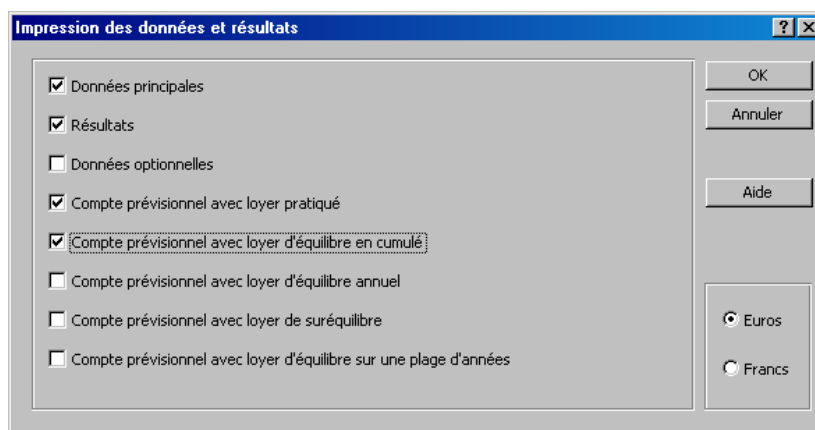 Impression des données et résultats
Données principales
Résultats
Données optionnelles
Compte prévisionnel avec loyer pratiqué
Compte prévisionnel avec loyer d'équilibre en cumulé
Compte prévisionnel avec loyer d'équilibre annuel
Compte prévisionnel avec loyer de suréquilibre
Compte prévisionnel avec loyer d'équilibre sur une plage d'années
OK
Annuler
Aide
Euros
Francs